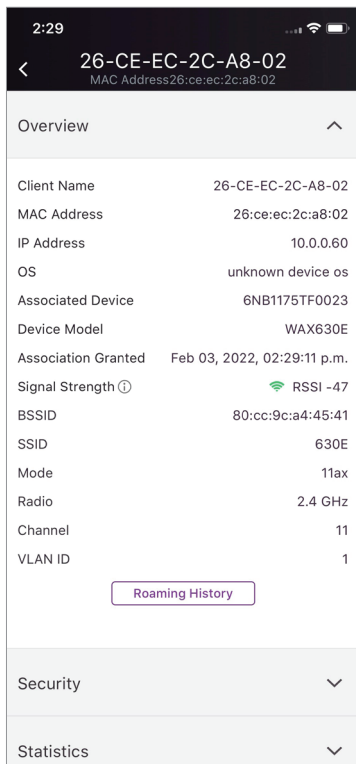 2:29
26-CE-EC-2C-A8-02
MAC Address26:ce:ec:2c:a8:02
Overview
Client Name 26-CE-EC-2C-A8-02
MAC Address 26:ce:ec:2c:a8:02
IP Address 10.0.0.60
OS unknown device os
Associated Device 6NB1175TF0023
Device Model WAX630E
Association Granted Feb 03, 2022, 02:29:11 p.m.
Signal Strength RSSI -47
BSSID 80:cc:9c:a4:45:41
SSID 630E
Mode 11ax
Radio 2.4 GHz
Channel 11
VLAN ID 1
Roaming History
Security
Statistics